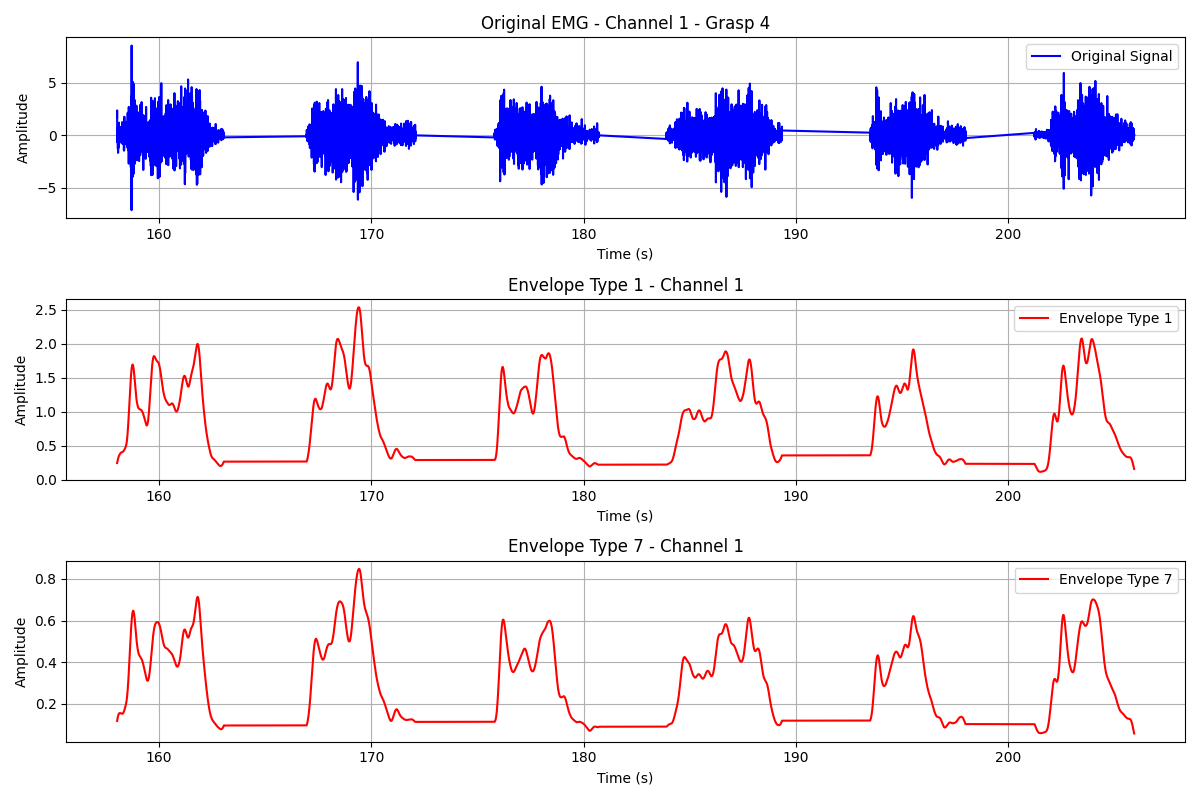 Original EMG - Channel 1 - Grasp 4
Original Signal
Amplitude
5
0
−5
160 170 180 190 200
Time (s)
Envelope Type 1 - Channel 1
Envelope Type 1
Amplitude
2.5
2.0
1.5
1.0
0.5
0.0
160 170 180 190 200
Time (s)
Envelope Type 7 - Channel 1
Envelope Type 7
Amplitude
0.8
0.6
0.4
0.2
160 170 180 190 200
Time (s)